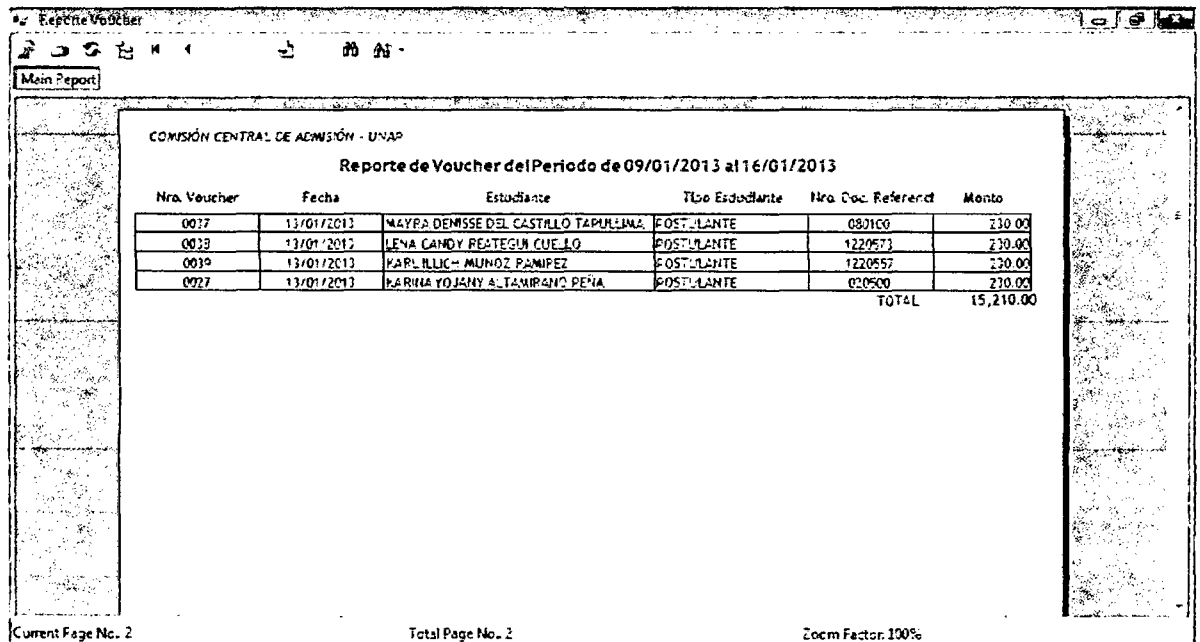 Reporte Voucher
Main Report
COMISIÓN CENTRAL DE ADMISIÓN - UNAP
Reporte de Voucher del Periodo de 09/01/2013 al 16/01/2013
Nro. Voucher Fecha Estudiante Tipo Estudiante Nro. Doc. Referenci Monto
0037 13/01/2013 MAYRA DENISSE DEL CASTILLO TAPULLIMA POSTULANTE 080100 230.00
0038 13/01/2013 LENA CANDY REATEGUI CUELLO POSTULANTE 1220573 230.00
0039 13/01/2013 KARL ILLICH MUNOZ RAMIREZ POSTULANTE 1220557 230.00
0027 13/01/2013 KARINA YOJANY ALTAMIRANO PEÑA POSTULANTE 020500 230.00
TOTAL 15,210.00
Current Page No.: 2 Total Page No.: 2 Zoom Factor: 100%